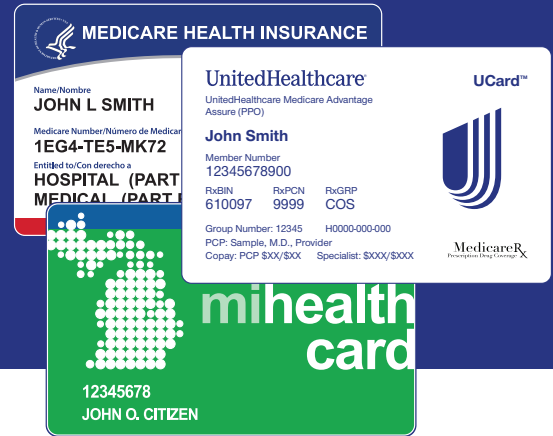 MEDICARE HEALTH INSURANCE
Name/Nombre
JOHN L SMITH
Medicare Number/Número de Medicar
1EG4-TE5-MK72
Entitled to/Con derecho a
HOSPITAL (PART
MEDICAL (PART
UnitedHealthcare®
UCard™
UnitedHealthcare Medicare Advantage
Assure (PPO)
John Smith
Member Number
12345678900
RxBIN RxPCN RxGRP
610097 9999 COS
Group Number: 12345 H0000-000-000
PCP: Sample, M.D., Provider
Copay: PCP $XX/$XX Specialist: $XXX/$XXX
MedicareRx
Prescription Drug Coverage
mihealth
card
12345678
JOHN Q. CITIZEN